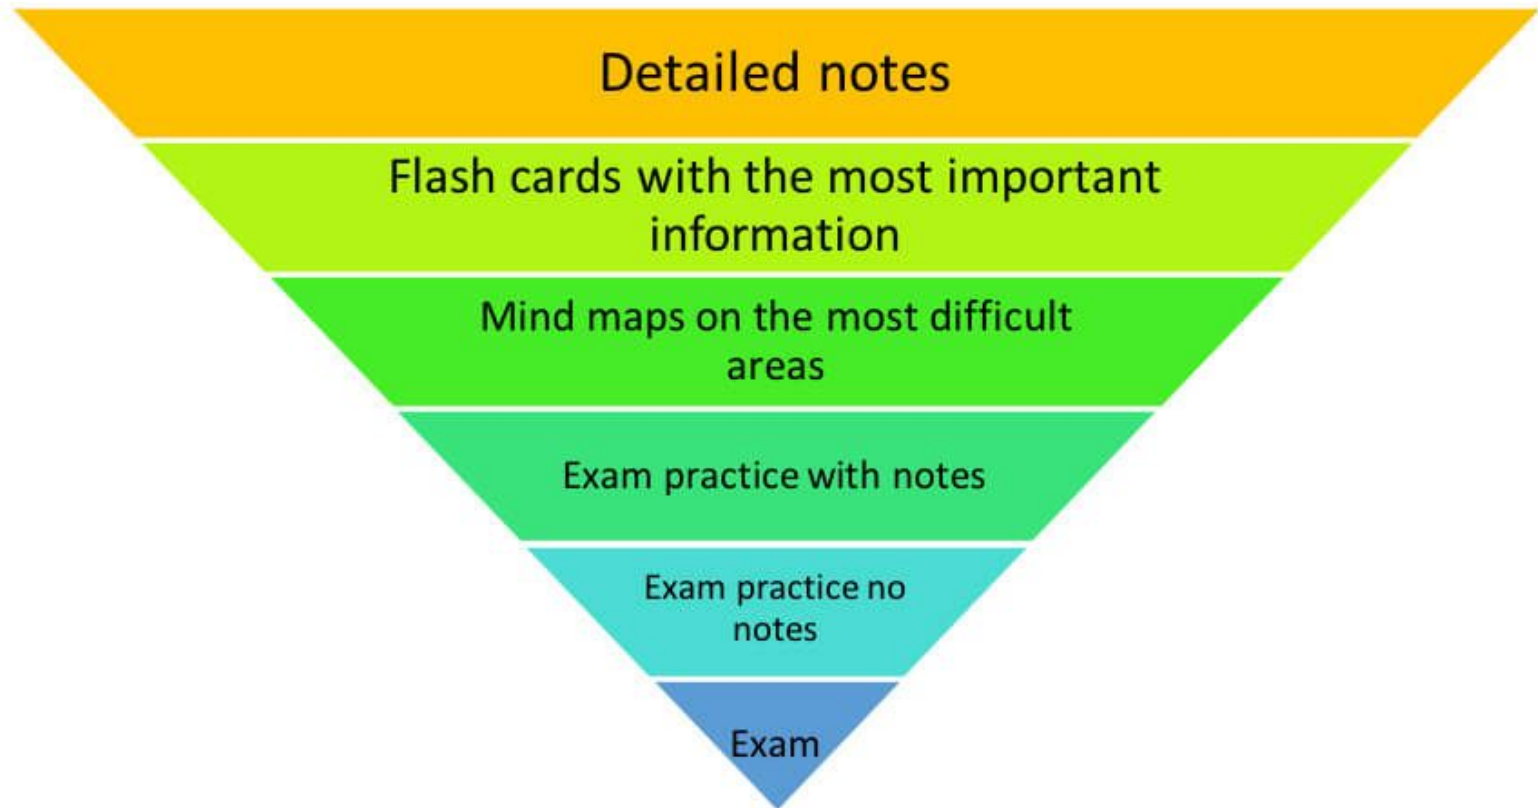 Detailed notes
Flash cards with the most important
information
Mind maps on the most difficult
areas
Exam practice with notes
Exam practice no
notes
Exam